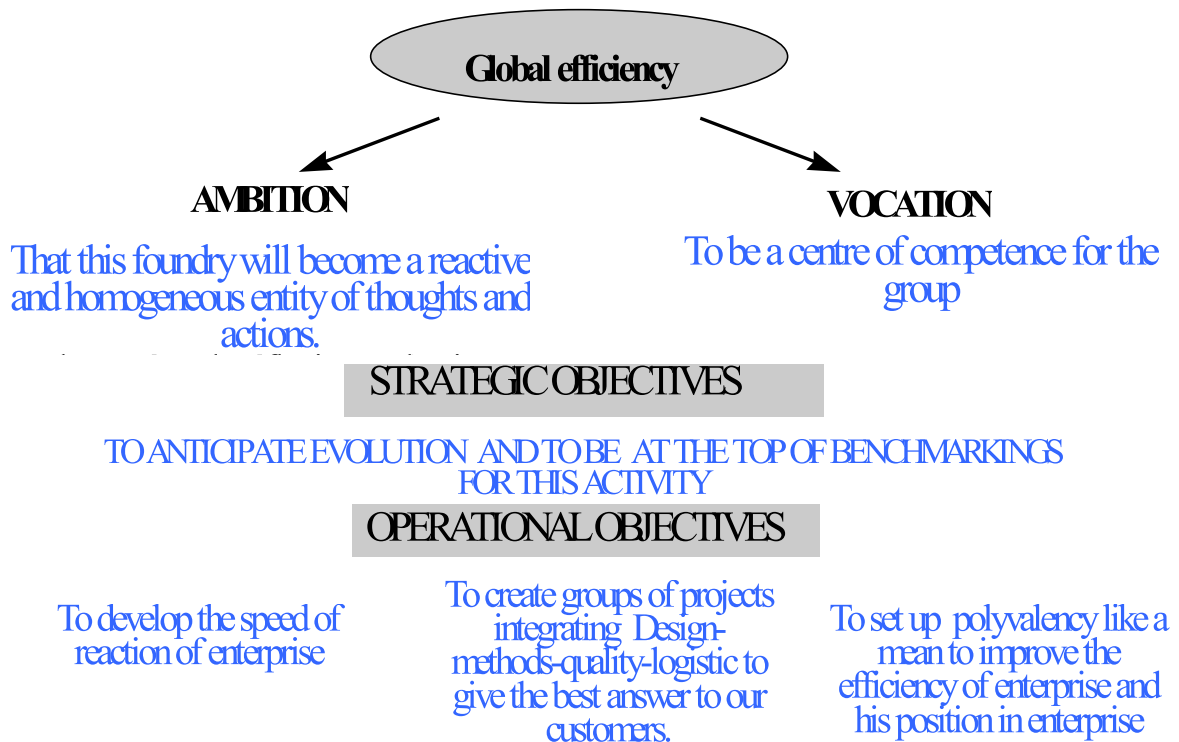 Global efficiency
AMBITION
That this foundry will become a reactive
and homogeneous entity of thoughts and
actions.
VOCATION
To be a centre of competence for the
group
STRATEGIC OBJECTIVES
TO ANTICIPATE EVOLUTION AND TO BE AT THE TOP OF BENCHMARKINGS
FOR THIS ACTIVITY
OPERATIONAL OBJECTIVES
To develop the speed of
reaction of enterprise
To create groups of projects
integrating Design-
methods-quality-logistic to
give the best answer to our
customers.
To set up polyvalency like a
mean to improve the
efficiency of enterprise and
his position in enterprise